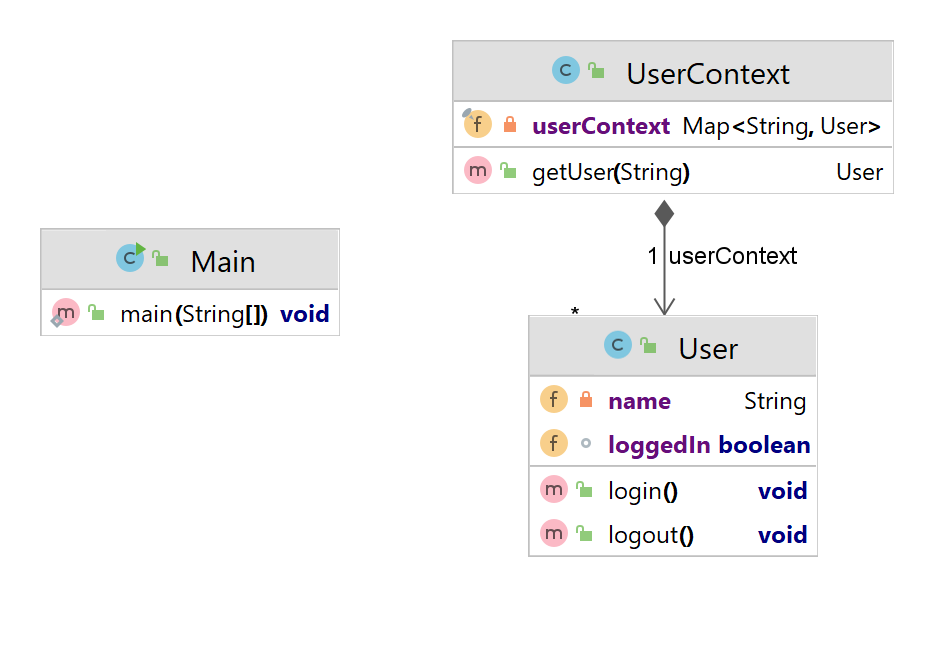 C UserContext
f userContext Map<String, User>
m getUser(String) User
1 userContext
*
C Main
m main(String[]) void
C User
f name String
f loggedIn boolean
m login() void
m logout() void